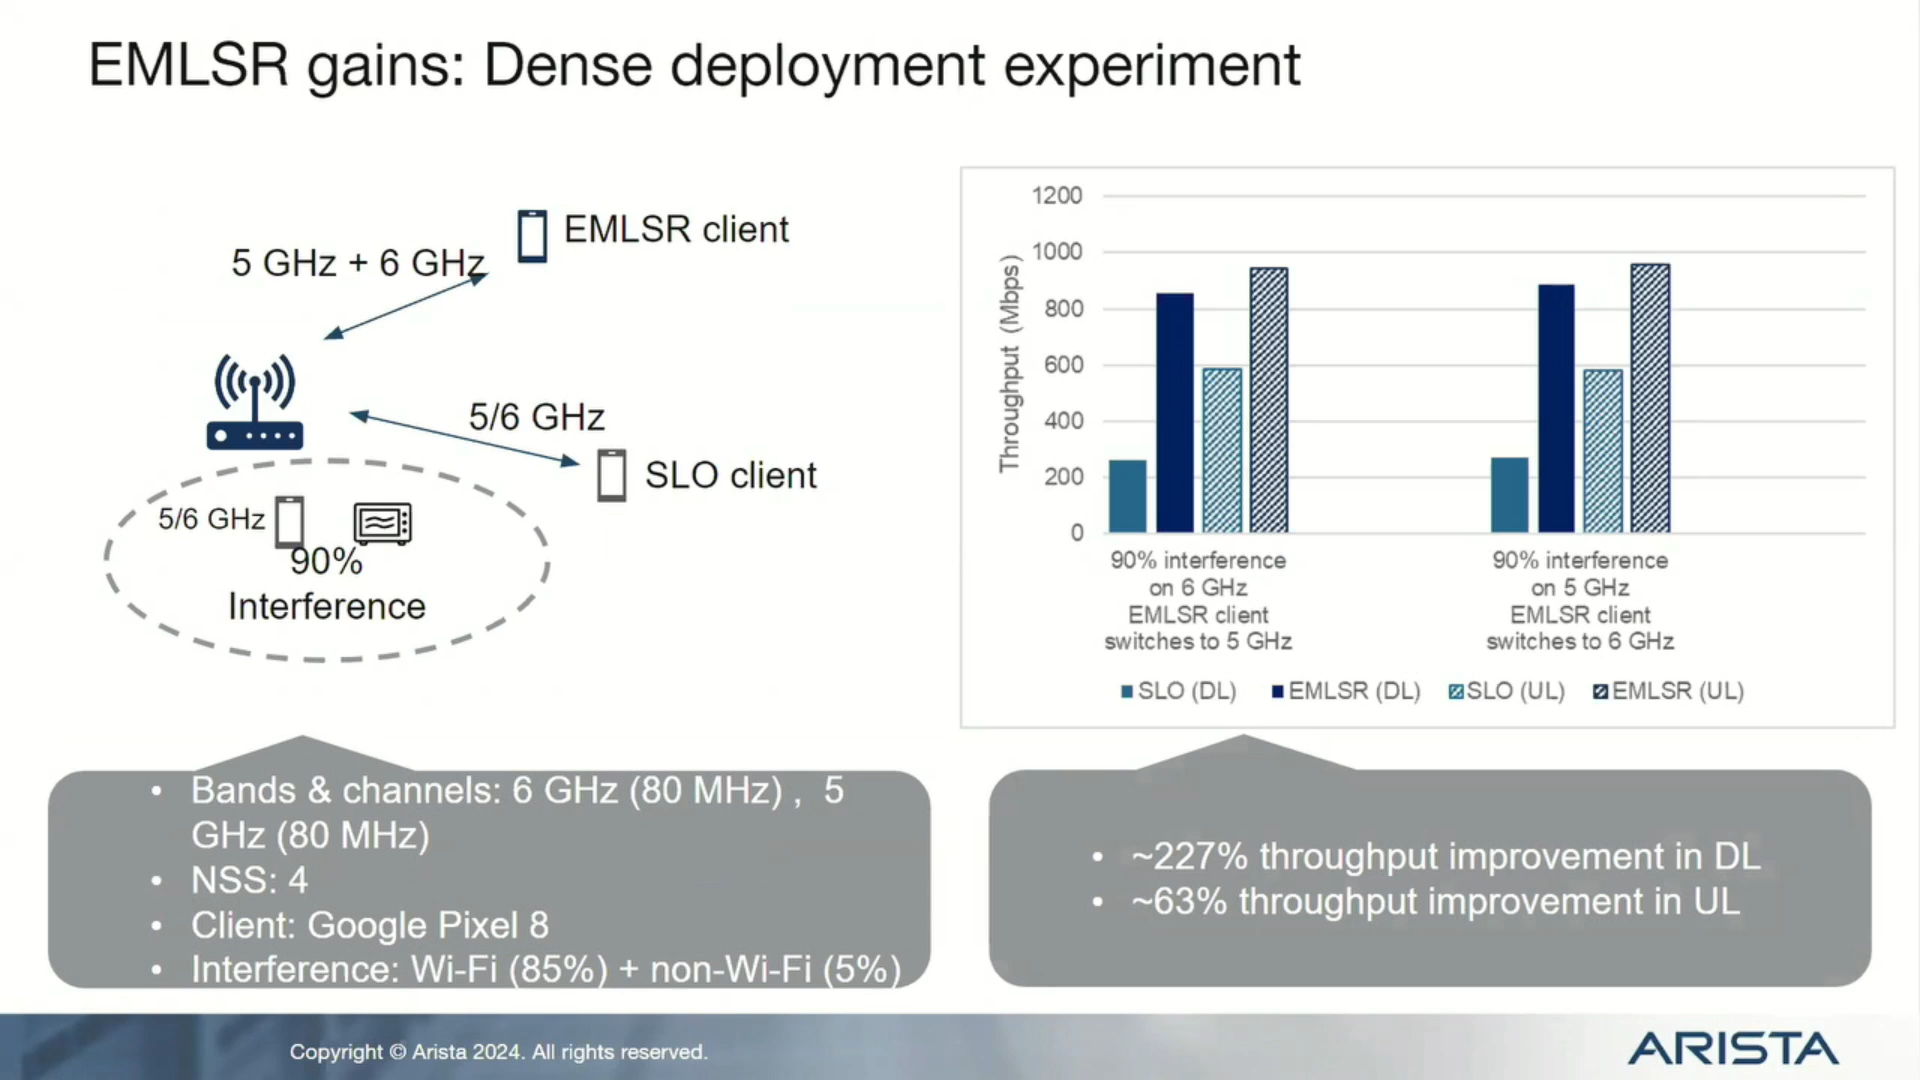 EMLSR gains: Dense deployment experiment
EMLSR client
5 GHz + 6 GHz
5/6 GHz
SLO client
5/6 GHz
90%
Interference
1200
1000
800
600
400
200
0
Throughput (Mbps)
90% interference
on 6 GHz
EMLSR client
switches to 5 GHz
90% interference
on 5 GHz
EMLSR client
switches to 6 GHz
SLO (DL) EMLSR (DL) SLO (UL) EMLSR (UL)
• Bands & channels: 6 GHz (80 MHz) , 5
GHz (80 MHz)
• NSS: 4
• Client: Google Pixel 8
• Interference: Wi-Fi (85%) + non-Wi-Fi (5%)
• ~227% throughput improvement in DL
• ~63% throughput improvement in UL
Copyright © Arista 2024. All rights reserved.
ARISTA